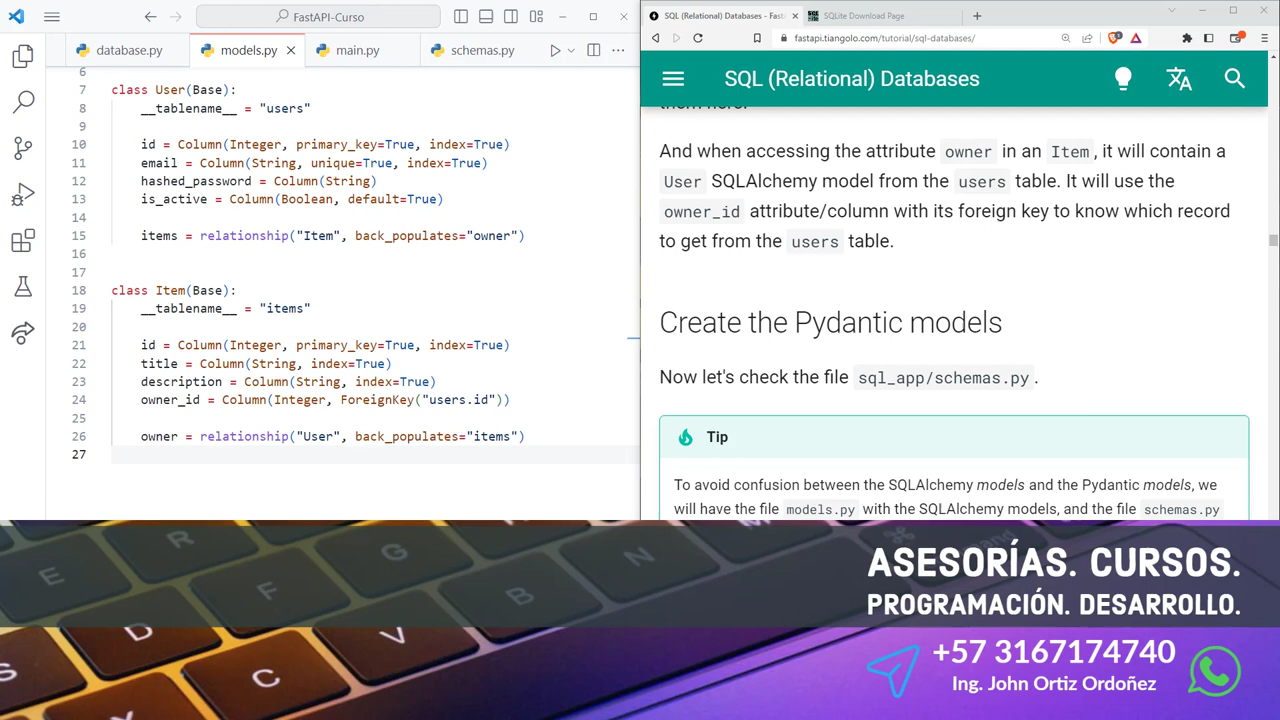 FastAPI-Curso
database.py
models.py
main.py
schemas.py
6
7 class User(Base):
8 __tablename__ = "users"
9
10 id = Column(Integer, primary_key=True, index=True)
11 email = Column(String, unique=True, index=True)
12 hashed_password = Column(String)
13 is_active = Column(Boolean, default=True)
14
15 items = relationship("Item", back_populates="owner")
16
17
18 class Item(Base):
19 __tablename__ = "items"
20
21 id = Column(Integer, primary_key=True, index=True)
22 title = Column(String, index=True)
23 description = Column(String, index=True)
24 owner_id = Column(Integer, ForeignKey("users.id"))
25
26 owner = relationship("User", back_populates="items")
27
SQL (Relational) Databases - Fast
SQLite Download Page
fastapi.tiangolo.com/tutorial/sql-databases/
SQL (Relational) Databases
them here.
And when accessing the attribute owner in an Item, it will contain a
User SQLAlchemy model from the users table. It will use the
owner_id attribute/column with its foreign key to know which record
to get from the users table.
Create the Pydantic models
Now let's check the file sql_app/schemas.py.
Tip
To avoid confusion between the SQLAlchemy models and the Pydantic models, we
will have the file models.py with the SQLAlchemy models, and the file schemas.py
ASESORÍAS. CURSOS.
PROGRAMACIÓN. DESARROLLO.
+57 3167174740
Ing. John Ortiz Ordoñez
E
R
F
G
D
V
C
B
N
M
S